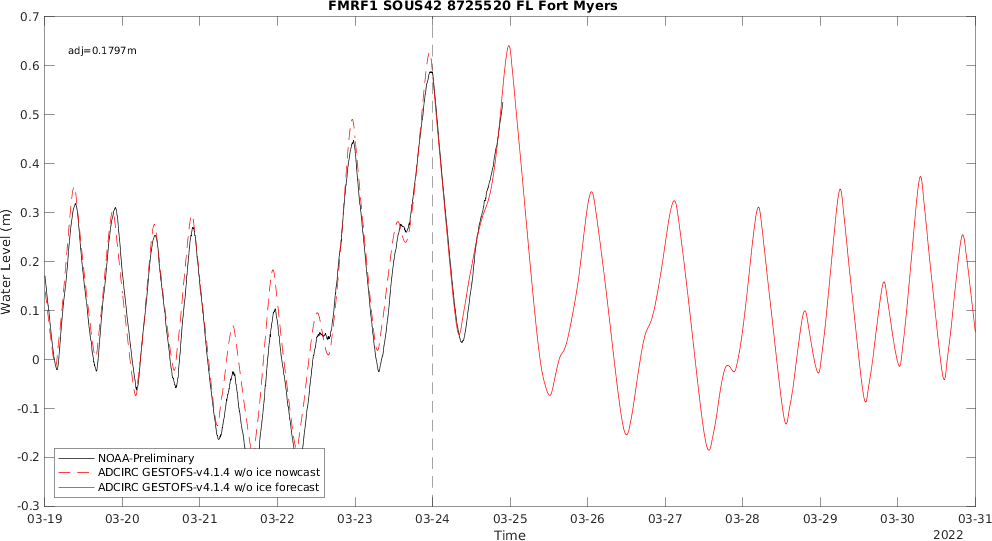 FMRF1 SOUS42 8725520 FL Fort Myers
adj=0.1797m
0.7
0.6
0.5
0.4
0.3
0.2
0.1
0
-0.1
-0.2
-0.3
Water Level (m)
NOAA-Preliminary
ADCIRC GESTOFS-v4.1.4 w/o ice nowcast
ADCIRC GESTOFS-v4.1.4 w/o ice forecast
03-19 03-20 03-21 03-22 03-23 03-24 03-25 03-26 03-27 03-28 03-29 03-30 03-31
Time
2022